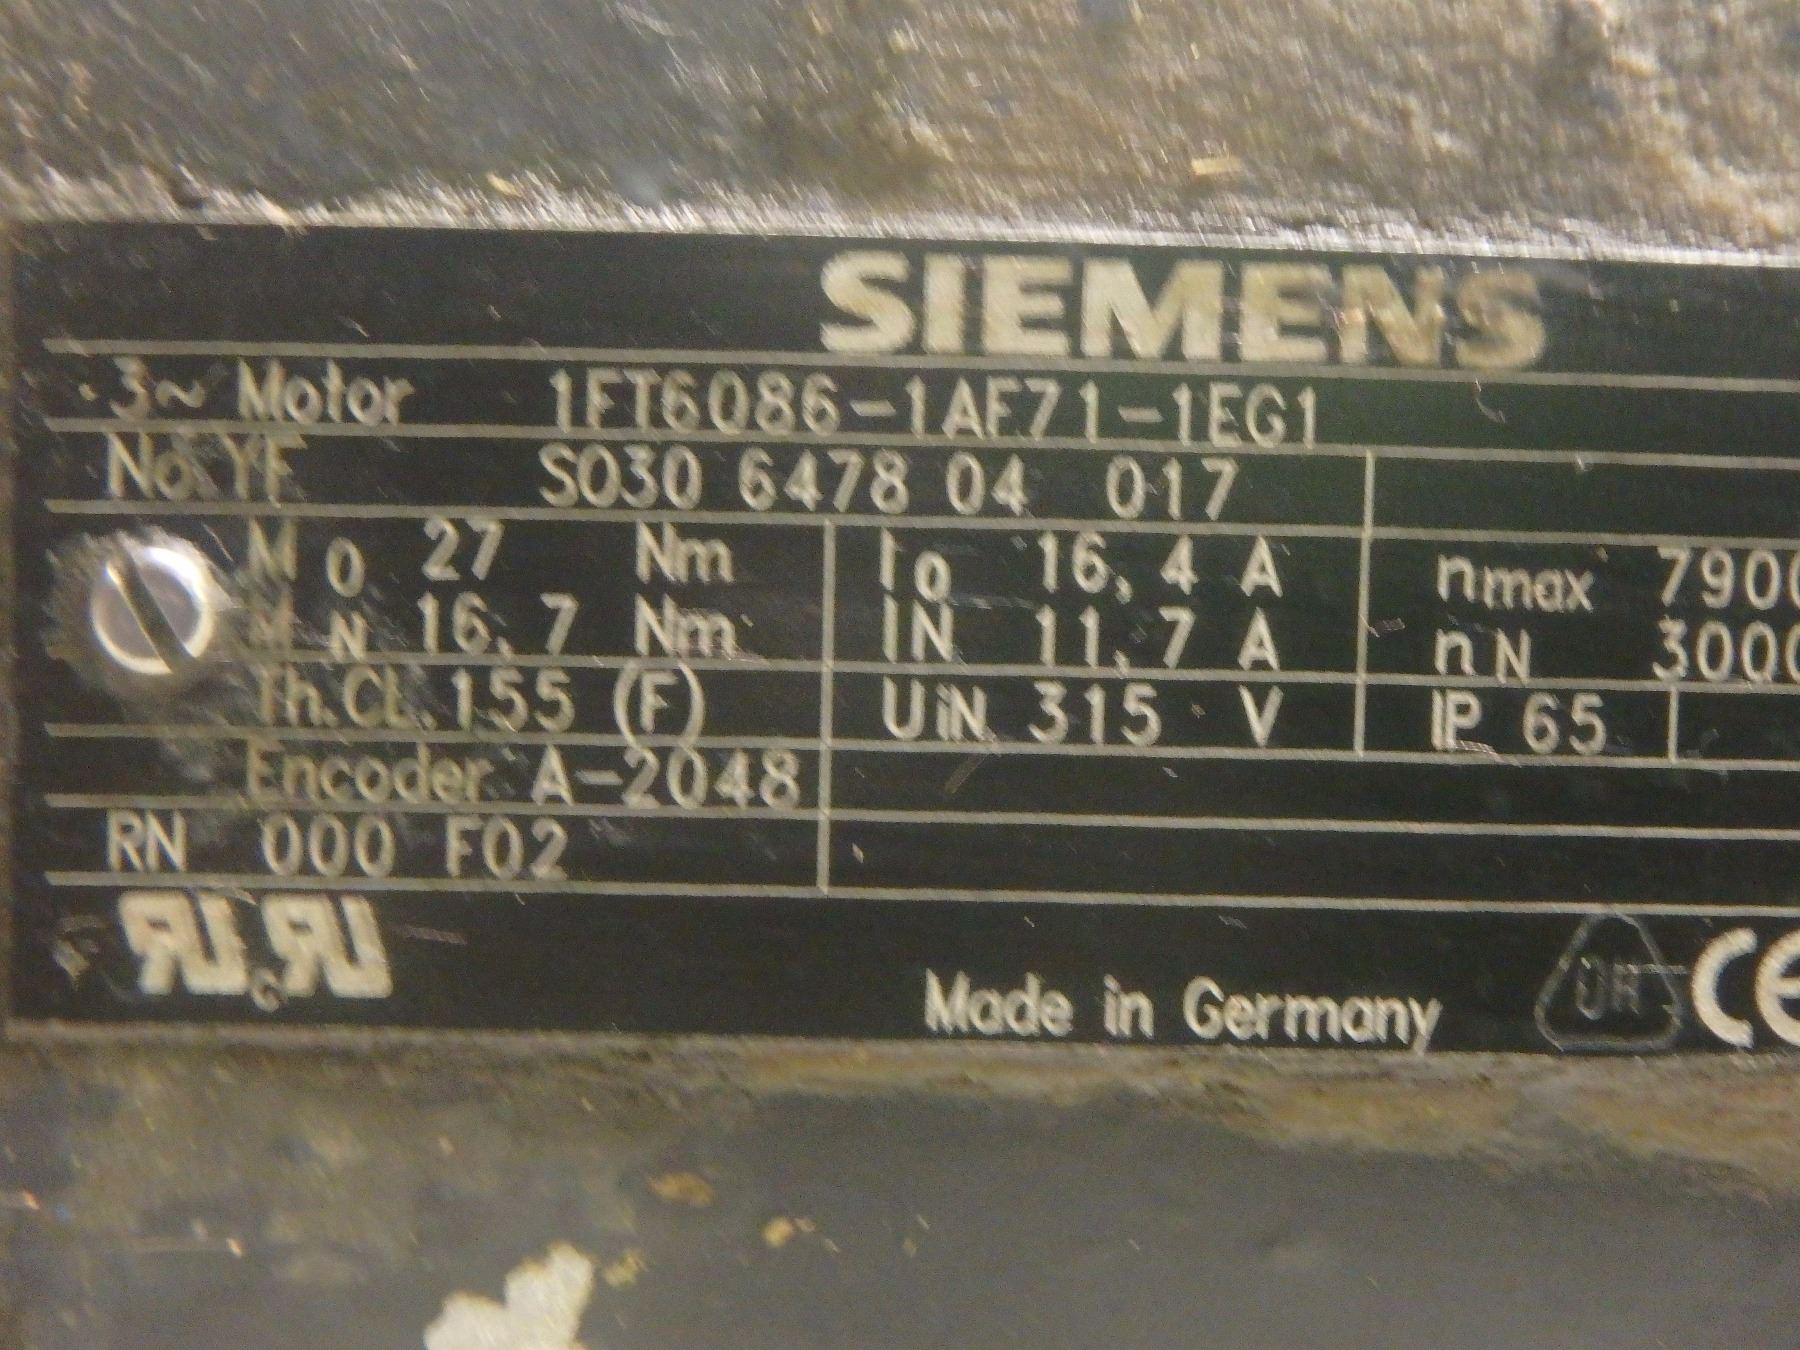 SIEMENS
3~ Motor 1FT6086-1AF71-1EG1
No. YF S030 6478 04 017
M0 27 Nm I0 16,4 A nmax 7900
MN 16,7 Nm IN 11,7 A nN 3000
Th.CL. 155 (F) UiN 315 V IP 65
Encoder A-2048
RN 000 F02
RU c RU
Made in Germany CE